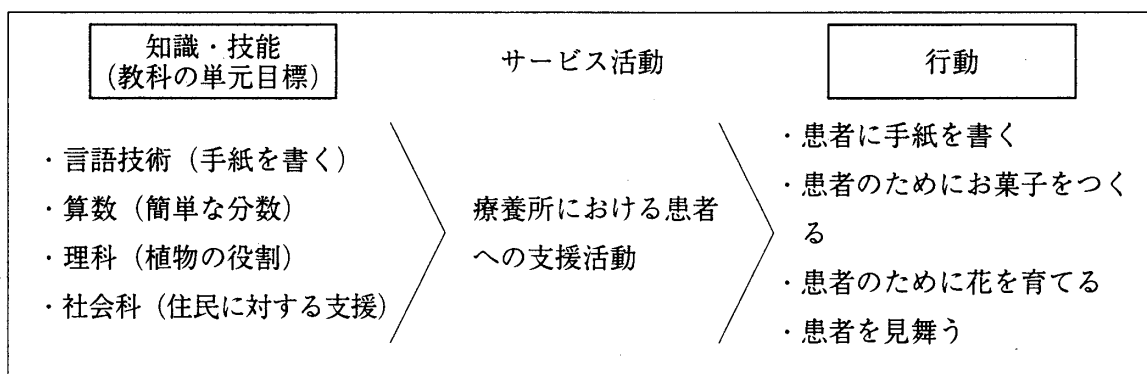 知識・技能
(教科の単元目標)
サービス活動
行動
・言語技術（手紙を書く）
・算数（簡単な分数）
・理科（植物の役割）
・社会科（住民に対する支援）
療養所における患者
への支援活動
・患者に手紙を書く
・患者のためにお菓子をつく
る
・患者のために花を育てる
・患者を見舞う